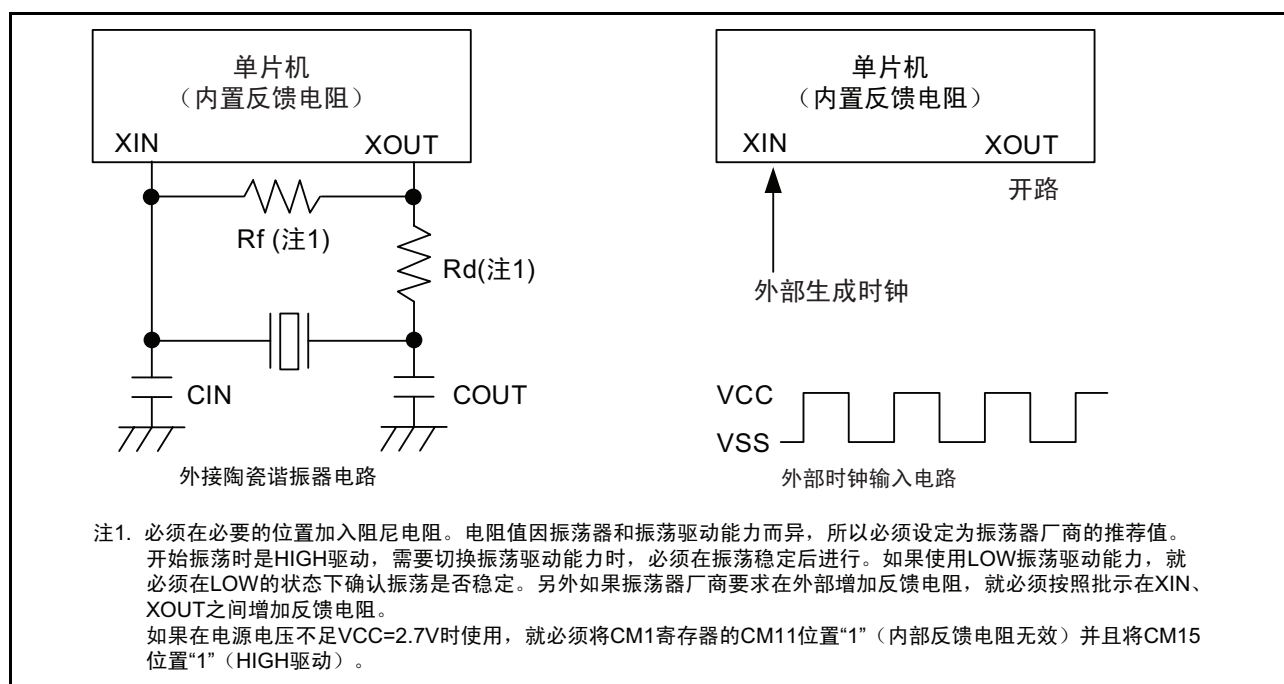 单片机
（内置反馈电阻）
XIN
XOUT
Rf (注1)
Rd(注1)
CIN
COUT
外接陶瓷谐振器电路
单片机
（内置反馈电阻）
XIN
XOUT
开路
外部生成时钟
VCC
VSS
外部时钟输入电路
注1. 必须在必要的位置加入阻尼电阻。电阻值因振荡器和振荡驱动能力而异，所以必须设定为振荡器厂商的推荐值。
开始振荡时是HIGH驱动，需要切换振荡驱动能力时，必须在振荡稳定后进行。如果使用LOW振荡驱动能力，就
必须在LOW的状态下确认振荡是否稳定。另外如果振荡器厂商要求在外部增加反馈电阻，就必须按照批示在XIN、
XOUT之间增加反馈电阻。
如果在电源电压不足VCC=2.7V时使用，就必须将CM1寄存器的CM11位置“1”（内部反馈电阻无效）并且将CM15
位置“1”（HIGH驱动）。